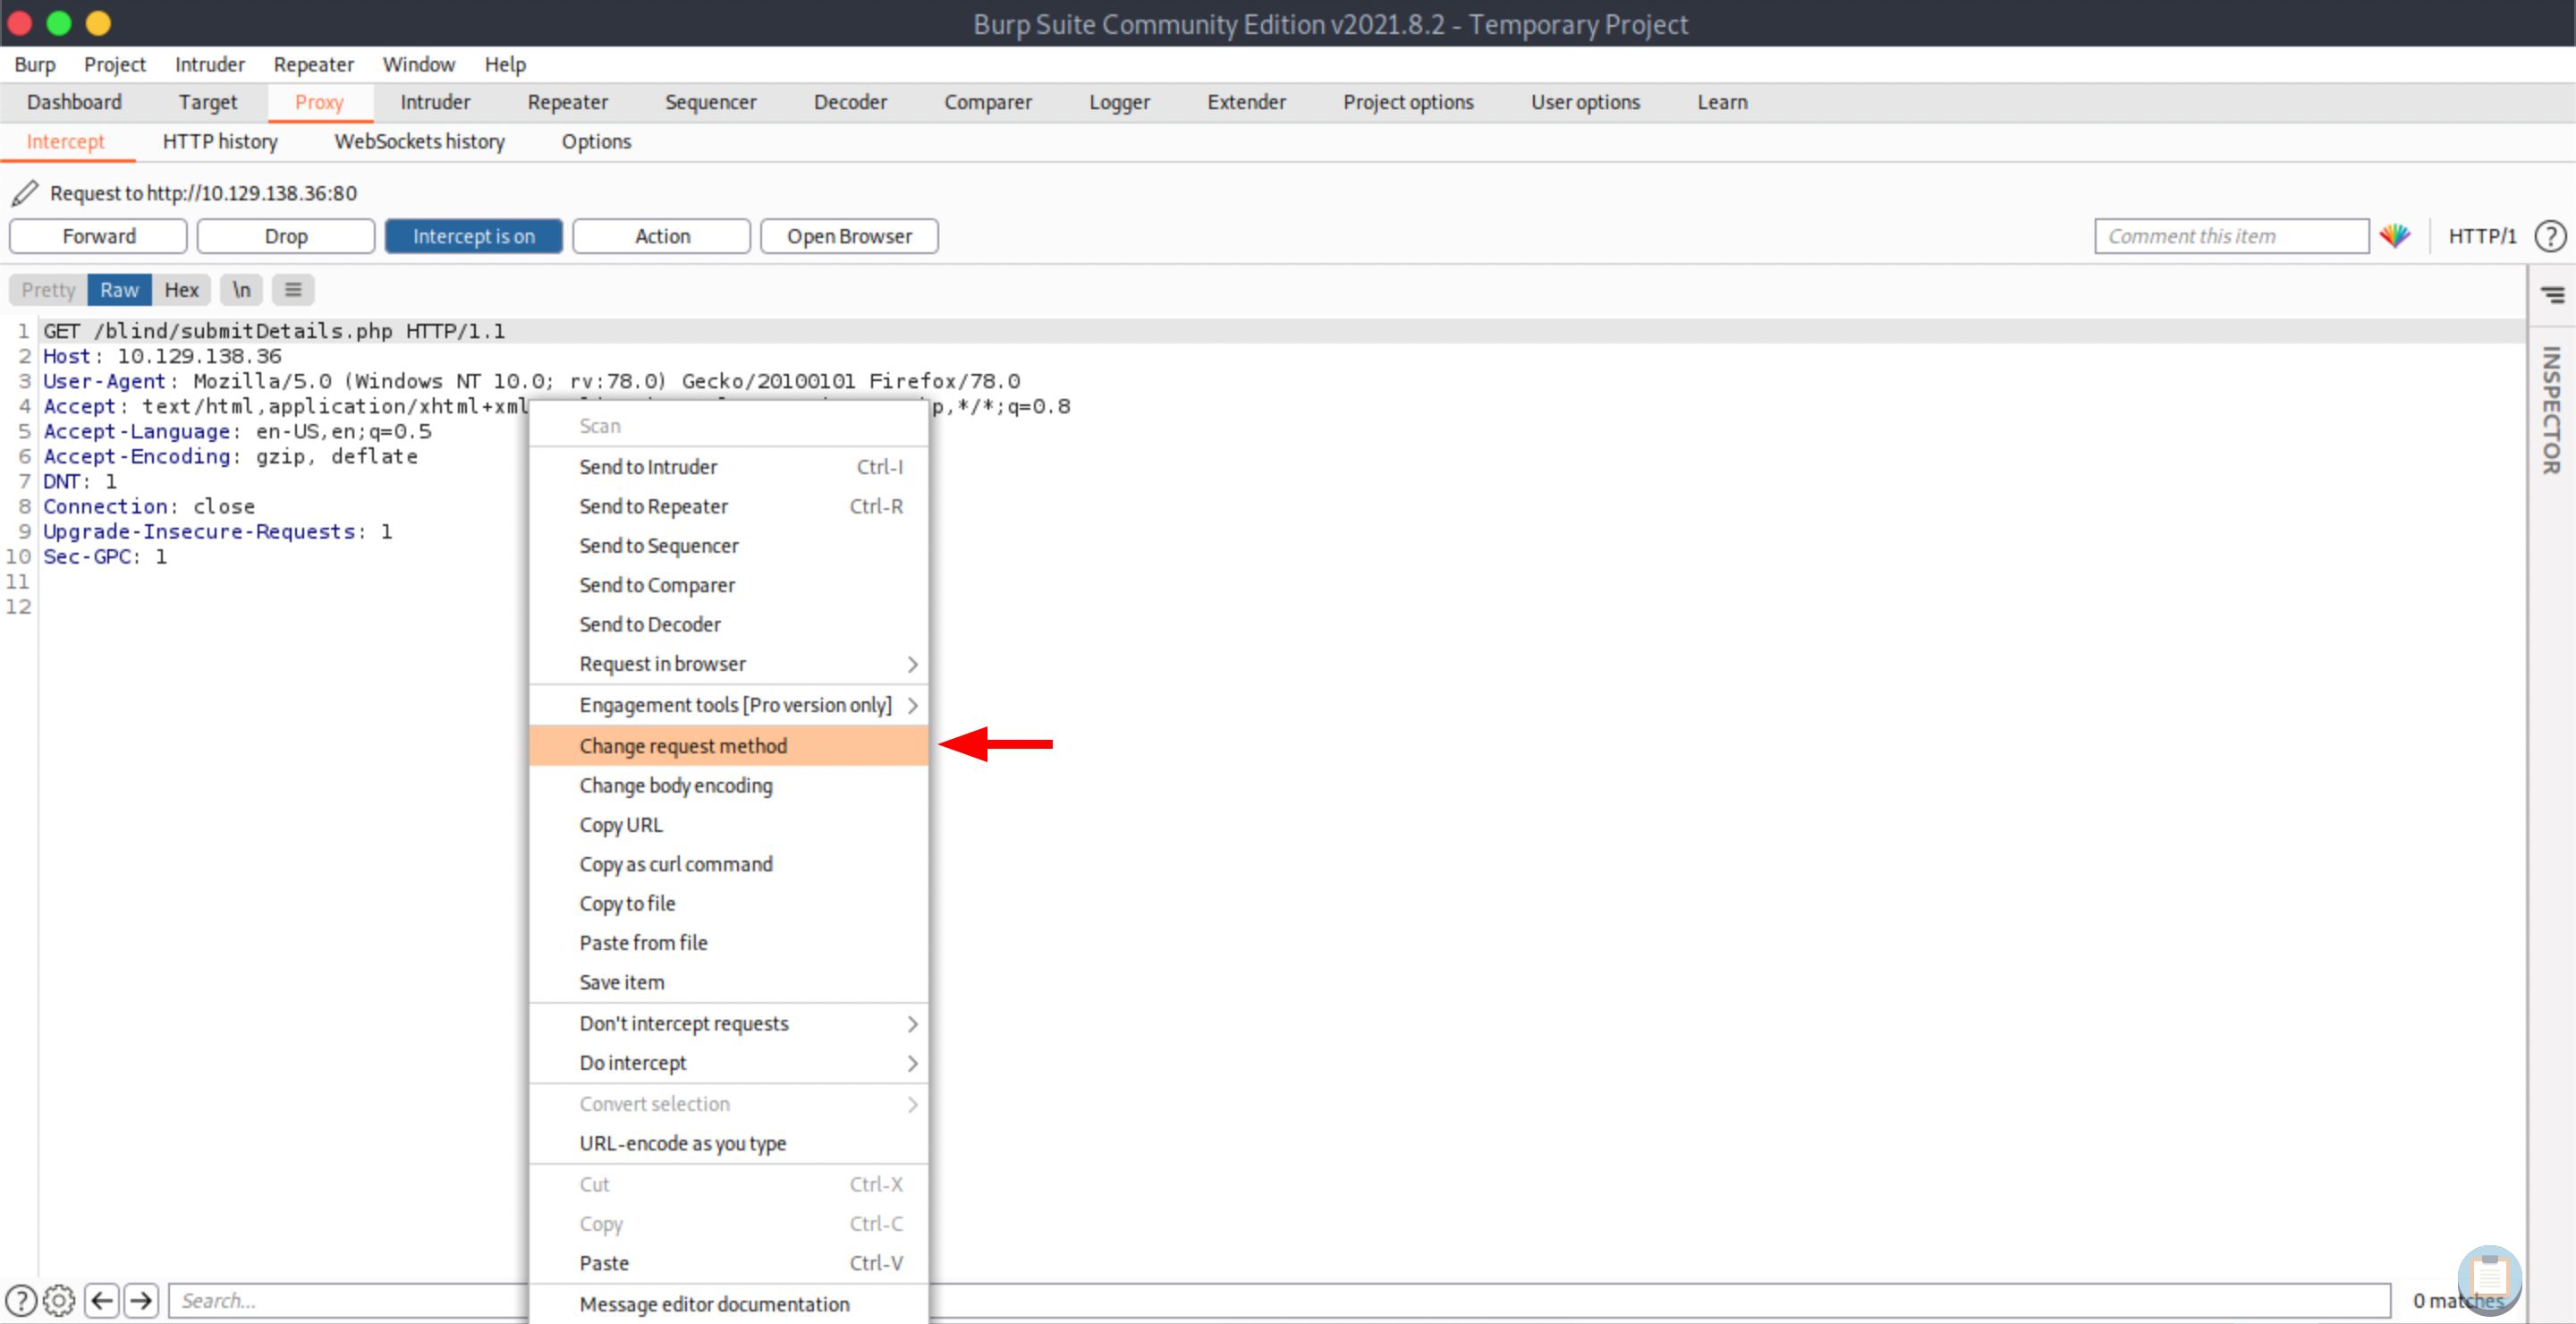 Burp Suite Community Edition v2021.8.2 - Temporary Project
Burp Project Intruder Repeater Window Help
Dashboard Target Proxy Intruder Repeater Sequencer Decoder Comparer Logger Extender Project options User options Learn
Intercept HTTP history WebSockets history Options
Request to http://10.129.138.36:80
Forward Drop Intercept is on Action Open Browser Comment this item HTTP/1 ?
Pretty Raw Hex \n
1 GET /blind/submitDetails.php HTTP/1.1
2 Host: 10.129.138.36
3 User-Agent: Mozilla/5.0 (Windows NT 10.0; rv:78.0) Gecko/20100101 Firefox/78.0
4 Accept: text/html,application/xhtml+xml p,*/*;q=0.8
5 Accept-Language: en-US,en;q=0.5
6 Accept-Encoding: gzip, deflate
7 DNT: 1
8 Connection: close
9 Upgrade-Insecure-Requests: 1
10 Sec-GPC: 1
11
12
INSPECTOR
Scan
Send to Intruder Ctrl-I
Send to Repeater Ctrl-R
Send to Sequencer
Send to Comparer
Send to Decoder
Request in browser
Engagement tools [Pro version only]
Change request method
Change body encoding
Copy URL
Copy as curl command
Copy to file
Paste from file
Save item
Don't intercept requests
Do intercept
Convert selection
URL-encode as you type
Cut Ctrl-X
Copy Ctrl-C
Paste Ctrl-V
Message editor documentation
? Search... 0 matches